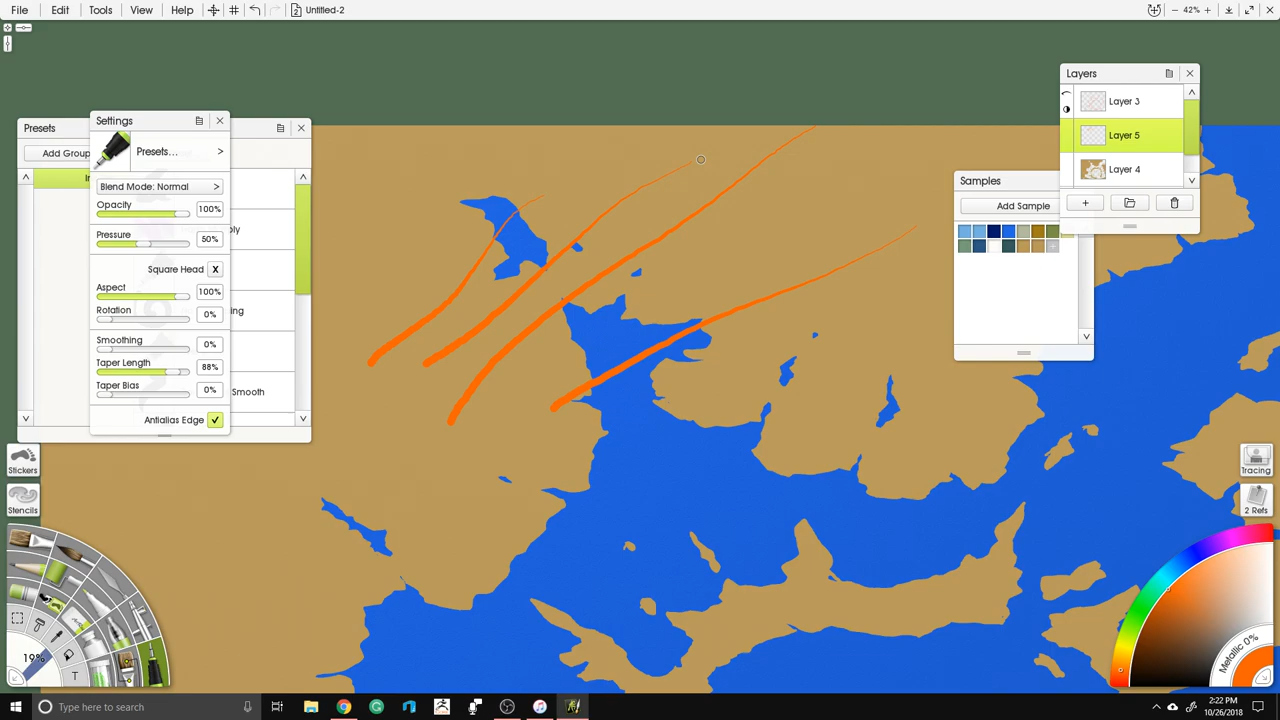 File Edit Tools View Help Untitled-2 42%
Layers
Layer 3
Layer 5
Layer 4
Samples
Add Sample
Presets
Add Group
Settings
Presets... >
Blend Mode: Normal >
Opacity
100%
Pressure
50%
Square Head X
Aspect
100%
Rotation
0%
Smoothing
0%
Taper Length
88%
Smooth
Taper Bias
0%
Antialias Edge
Stickers
Stencils
Tracing
2 Refs
19%
T
Metallic 0%
Type here to search
2:22 PM
10/26/2018